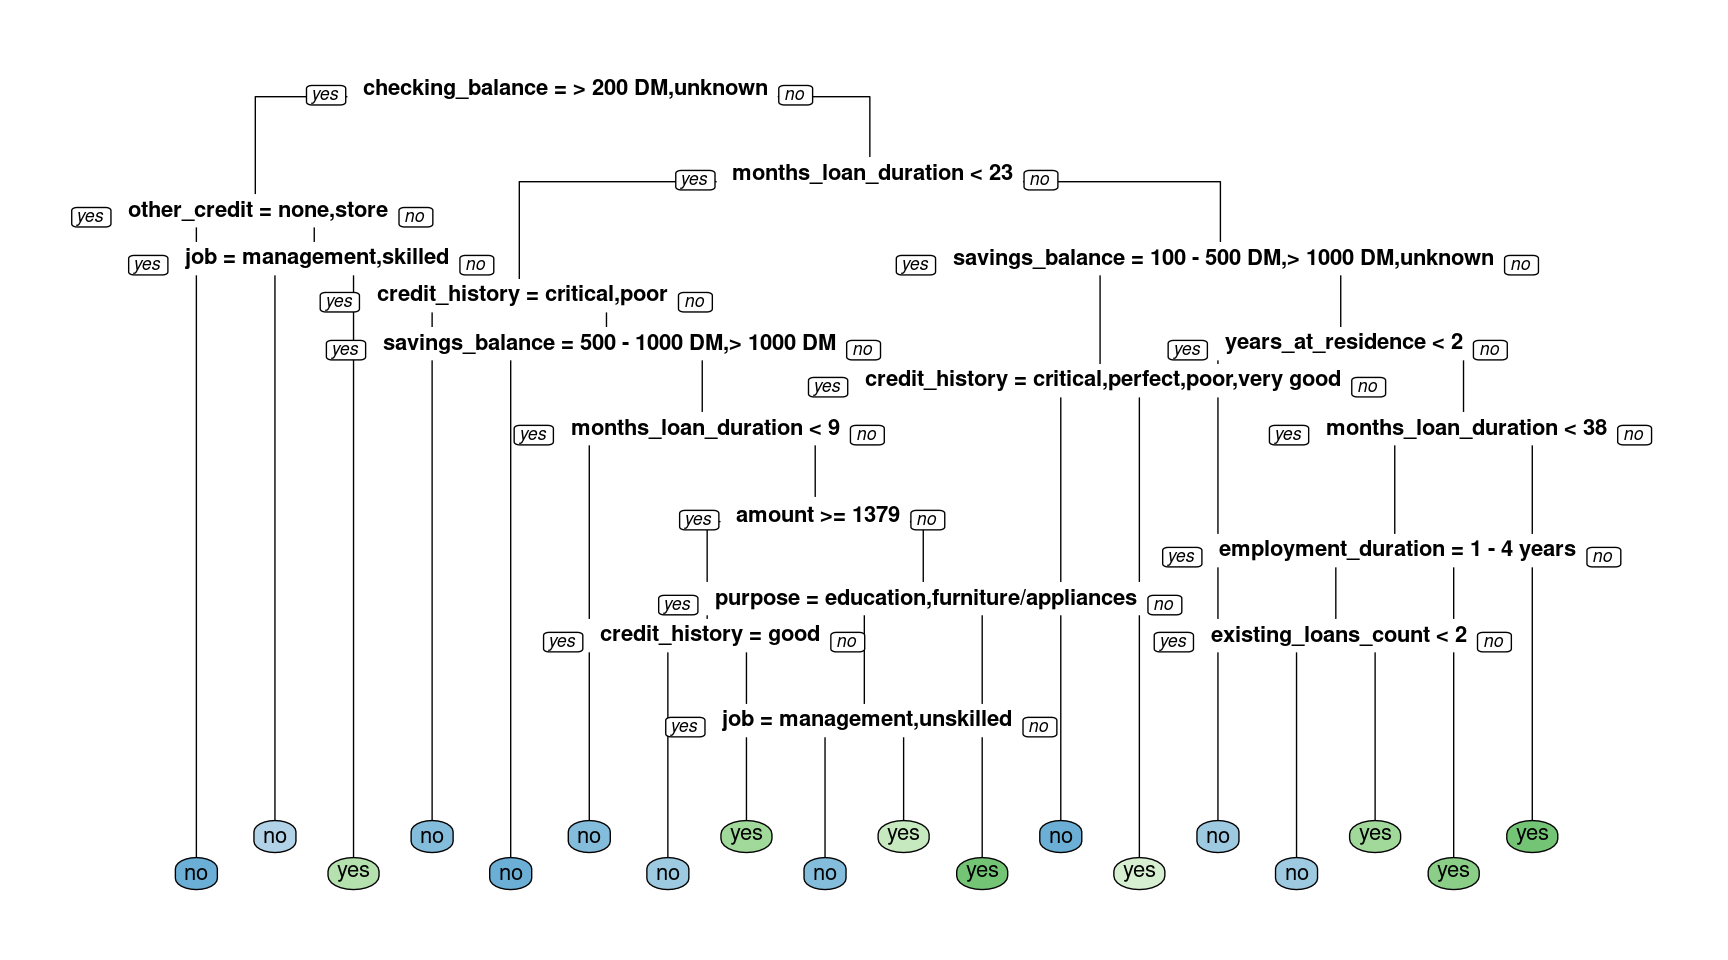 yes checking_balance = > 200 DM,unknown no
yes months_loan_duration < 23 no
yes other_credit = none,store no
yes job = management,skilled no
yes savings_balance = 100 - 500 DM,> 1000 DM,unknown no
yes credit_history = critical,poor no
yes savings_balance = 500 - 1000 DM,> 1000 DM no
yes years_at_residence < 2 no
yes credit_history = critical,perfect,poor,very good no
yes months_loan_duration < 9 no
yes months_loan_duration < 38 no
yes amount >= 1379 no
yes employment_duration = 1 - 4 years no
yes purpose = education,furniture/appliances no
yes credit_history = good no
yes existing_loans_count < 2 no
yes job = management,unskilled no
no no no yes yes no no yes yes
no yes no no no yes yes no yes